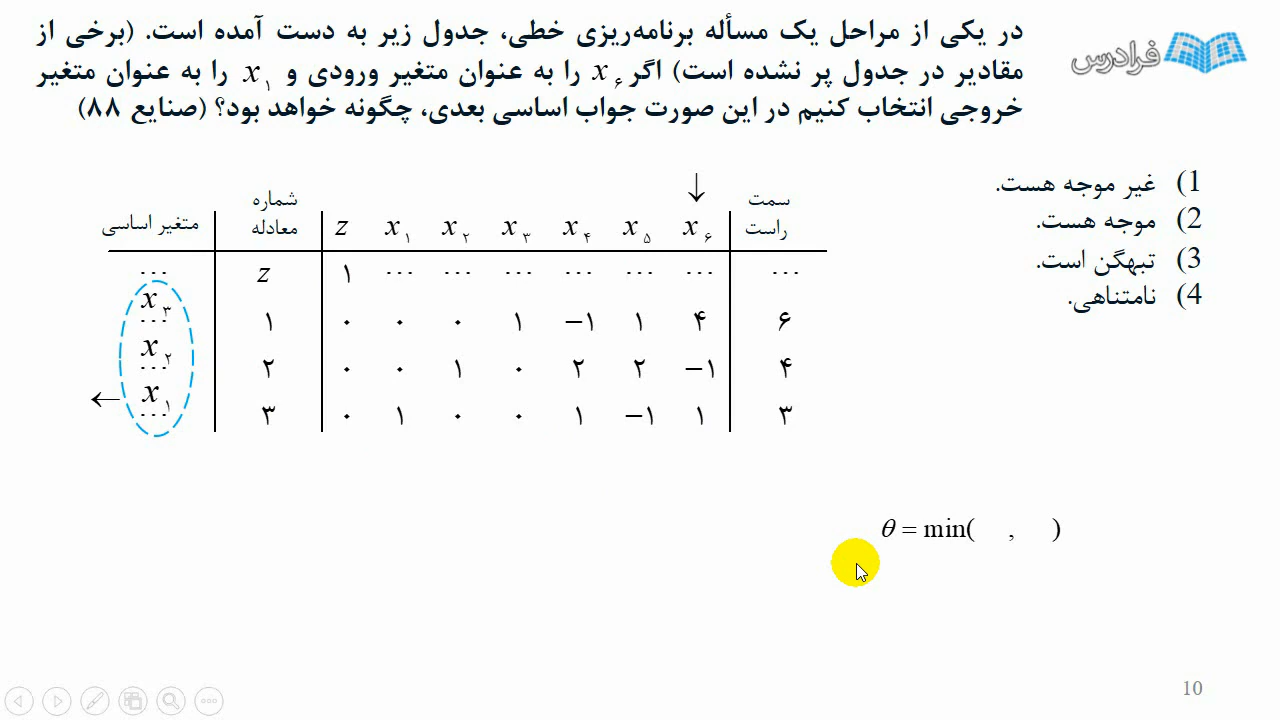 فرادرس
در یکی از مراحل یک مسأله برنامه‌ریزی خطی، جدول زیر به دست آمده است. (برخی از
مقادیر در جدول پر نشده است) اگر x۶ را به عنوان متغیر ورودی و x۱ را به عنوان متغیر
خروجی انتخاب کنیم در این صورت جواب اساسی بعدی، چگونه خواهد بود؟ (صنایع ۸۸)
1) غیر موجه هست.
2) موجه هست.
3) تبهگن است.
4) نامتناهی.
↓
متغیر اساسی شماره معادله z x۱ x۲ x۳ x۴ x۵ x۶ سمت راست
... z ۱ ... ... ... ... ... ... ...
x۳ ... ۱ ۰ ۰ ۰ ۱ −۱ ۱ ۴ ۶
x۲ ... ۲ ۰ ۰ ۱ ۰ ۲ ۲ −۱ ۴
← x۱ ... ۳ ۰ ۱ ۰ ۰ ۱ −۱ ۱ ۳
θ = min( , )
10